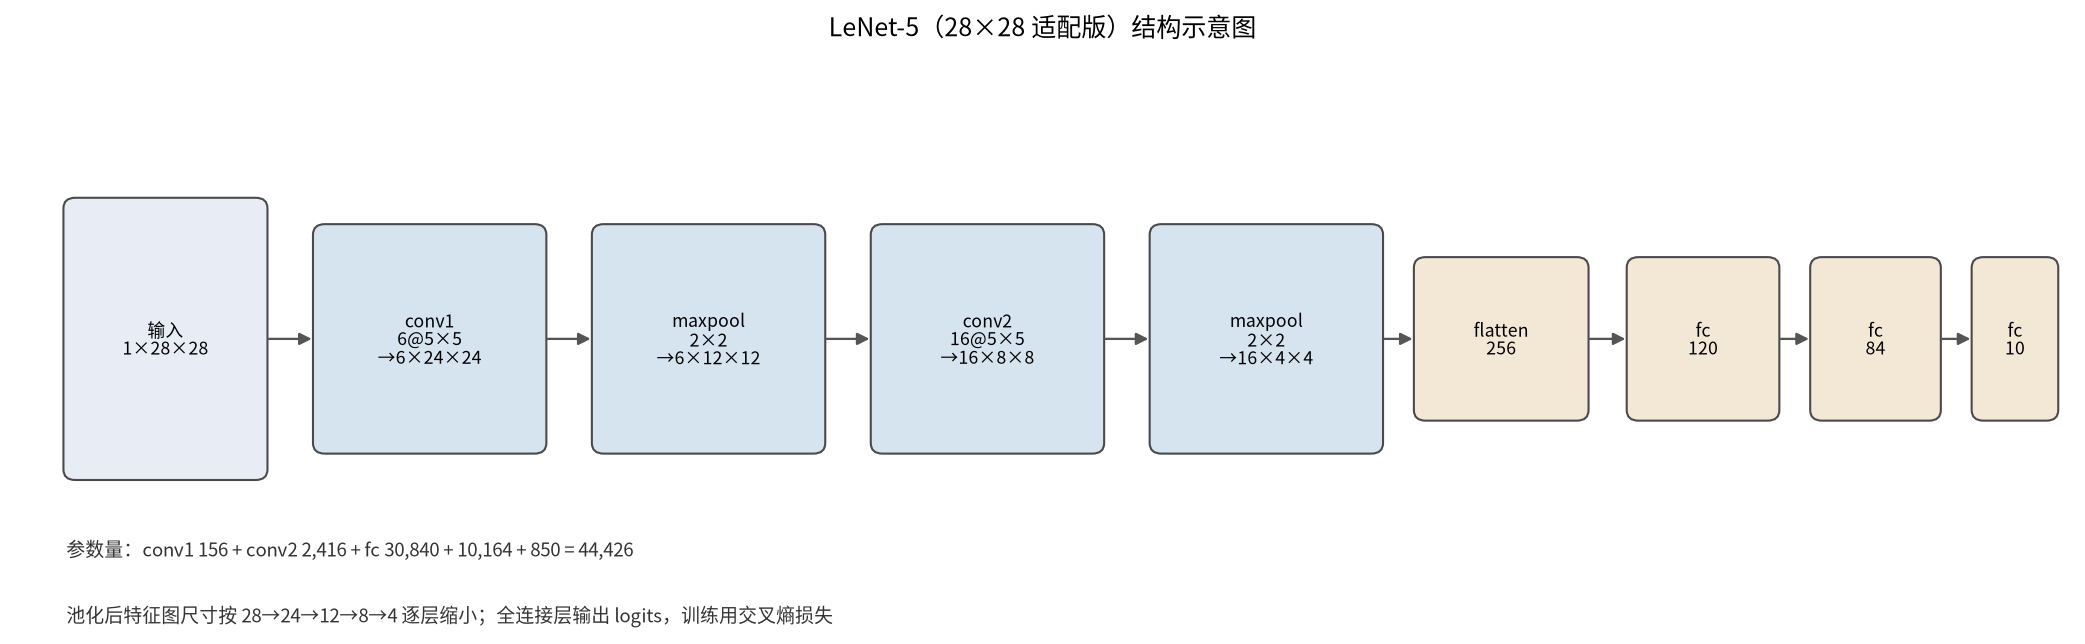 LeNet-5（28×28 适配版）结构示意图
输入
1×28×28
conv1
6@5×5
→6×24×24
maxpool
2×2
→6×12×12
conv2
16@5×5
→16×8×8
maxpool
2×2
→16×4×4
flatten
256
fc
120
fc
84
fc
10
参数量：conv1 156 + conv2 2,416 + fc 30,840 + 10,164 + 850 = 44,426
池化后特征图尺寸按 28→24→12→8→4 逐层缩小；全连接层输出 logits，训练用交叉熵损失